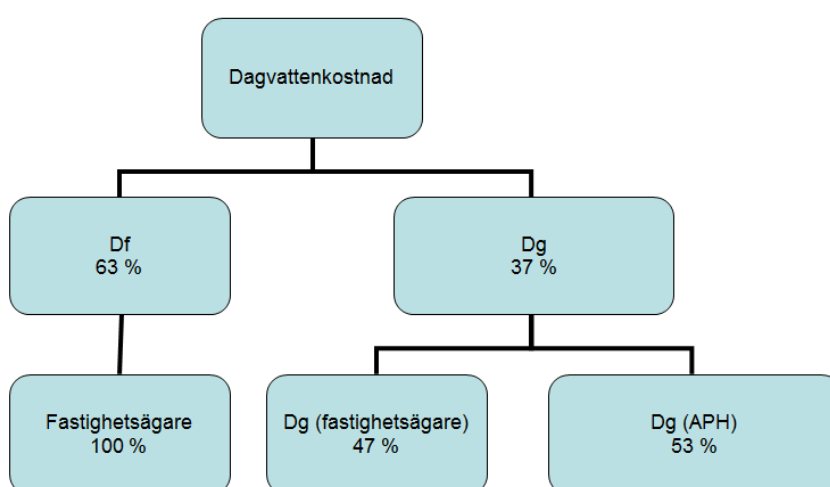 Dagvattenkostnad
Df
63 %
Dg
37 %
Fastighetsägare
100 %
Dg (fastighetsägare)
47 %
Dg (APH)
53 %